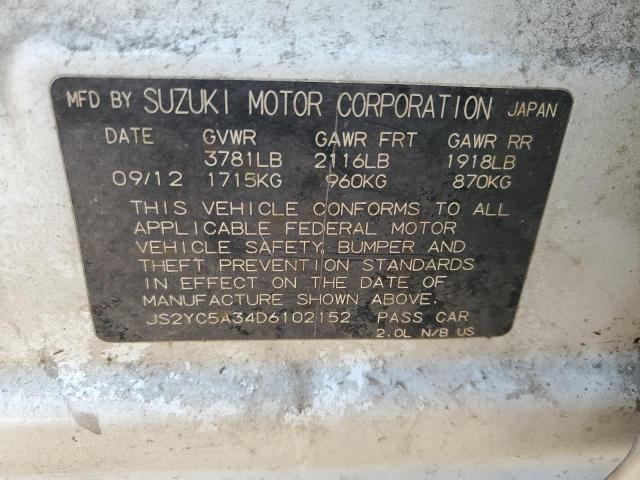 MFD BY SUZUKI MOTOR CORPORATION JAPAN
DATE GVWR GAWR FRT GAWR RR
3781LB 2116LB 1918LB
09/12 1715KG 960KG 870KG
THIS VEHICLE CONFORMS TO ALL
APPLICABLE FEDERAL MOTOR
VEHICLE SAFETY, BUMPER AND
THEFT PREVENTION STANDARDS
IN EFFECT ON THE DATE OF
MANUFACTURE SHOWN ABOVE.
JS2YC5A34D6102152 PASS CAR
2.0L N/B US